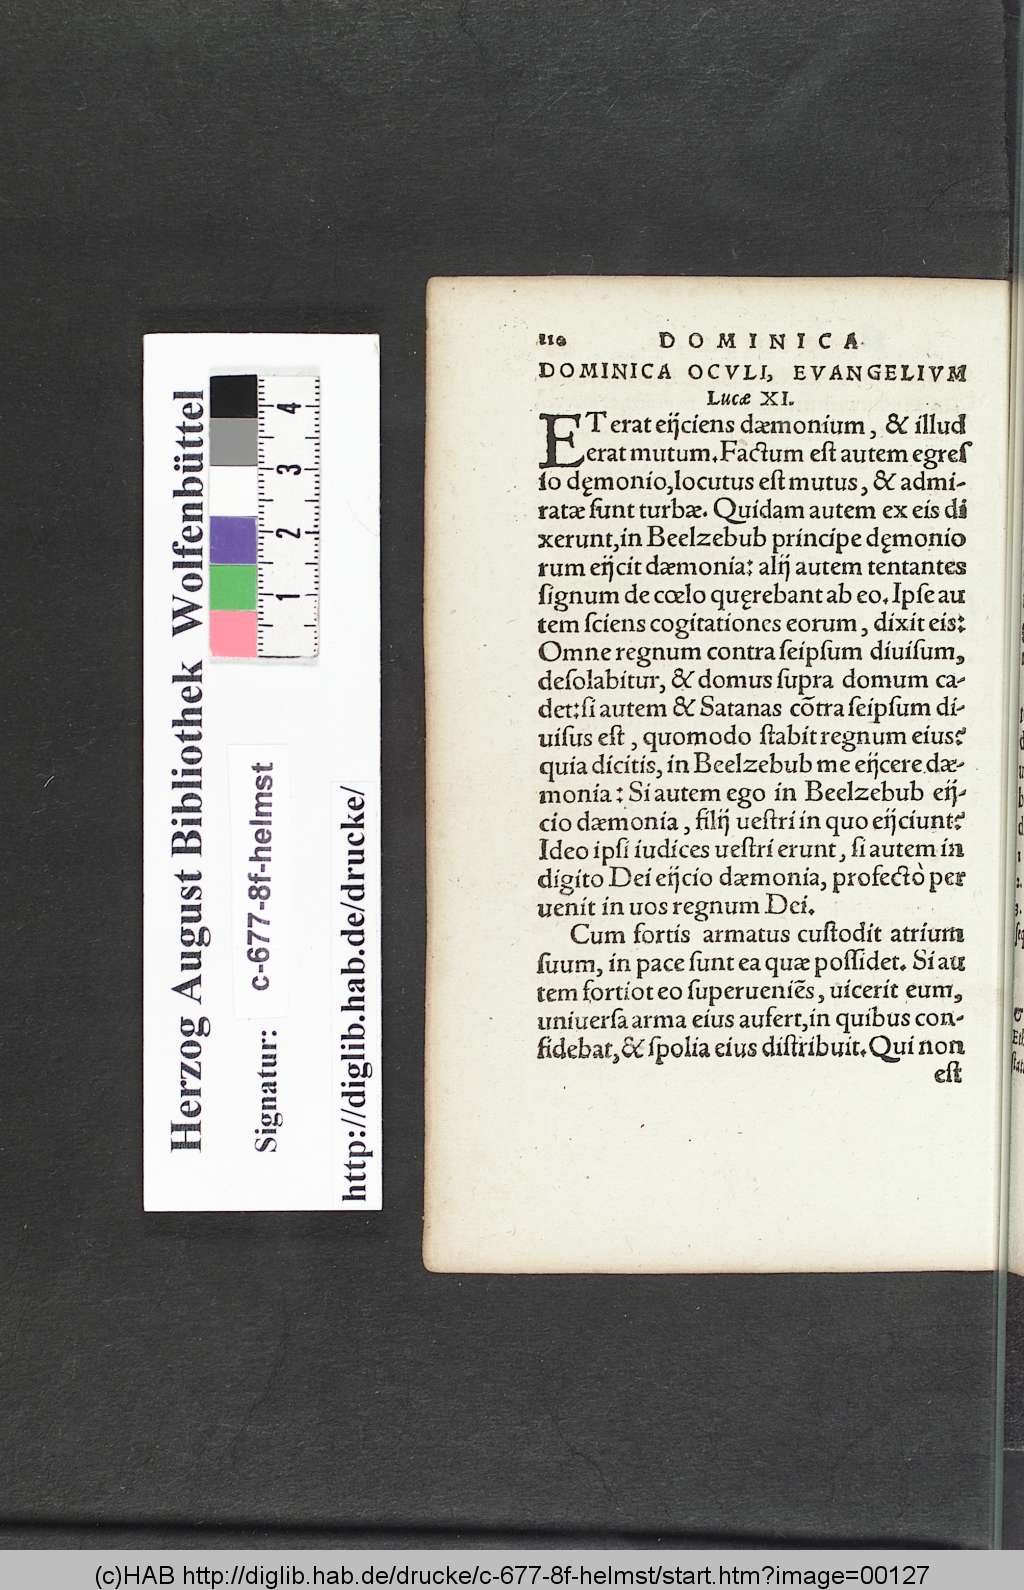 110 DOMINICA
DOMINICA OCVLI, EVANGELIVM
Lucæ XI.
ET erat eijciens dæmonium, & illud
erat mutum. Factum est autem egres
so dęmonio, locutus est mutus, & admi-
ratæ sunt turbæ. Quidam autem ex eis di
xerunt, in Beelzebub principe dęmonio
rum eijcit dæmonia: alij autem tentantes
signum de cœlo quęrebant ab eo. Ipse au
tem sciens cogitationes eorum, dixit eis:
Omne regnum contra seipsum diuisum,
desolabitur, & domus supra domum ca-
det: si autem & Satanas cõtra seipsum di-
uisus est, quomodo stabit regnum eius?
quia dicitis, in Beelzebub me eijcere dæ-
monia: Si autem ego in Beelzebub eij-
cio dæmonia, filij uestri in quo eijciunt?
Ideo ipsi iudices uestri erunt, si autem in
digito Dei eijcio dæmonia, profectò per
uenit in uos regnum Dei.
Cum fortis armatus custodit atrium
suum, in pace sunt ea quæ possidet. Si au
tem fortior eo superueniẽs, uicerit eum,
uniuersa arma eius aufert, in quibus con-
fidebat, & spolia eius distribuit. Qui non
est
Herzog August Bibliothek Wolfenbüttel
Signatur: c-677-8f-helmst
http://diglib.hab.de/drucke/
4
3
2
1
(c)HAB http://diglib.hab.de/drucke/c-677-8f-helmst/start.htm?image=00127